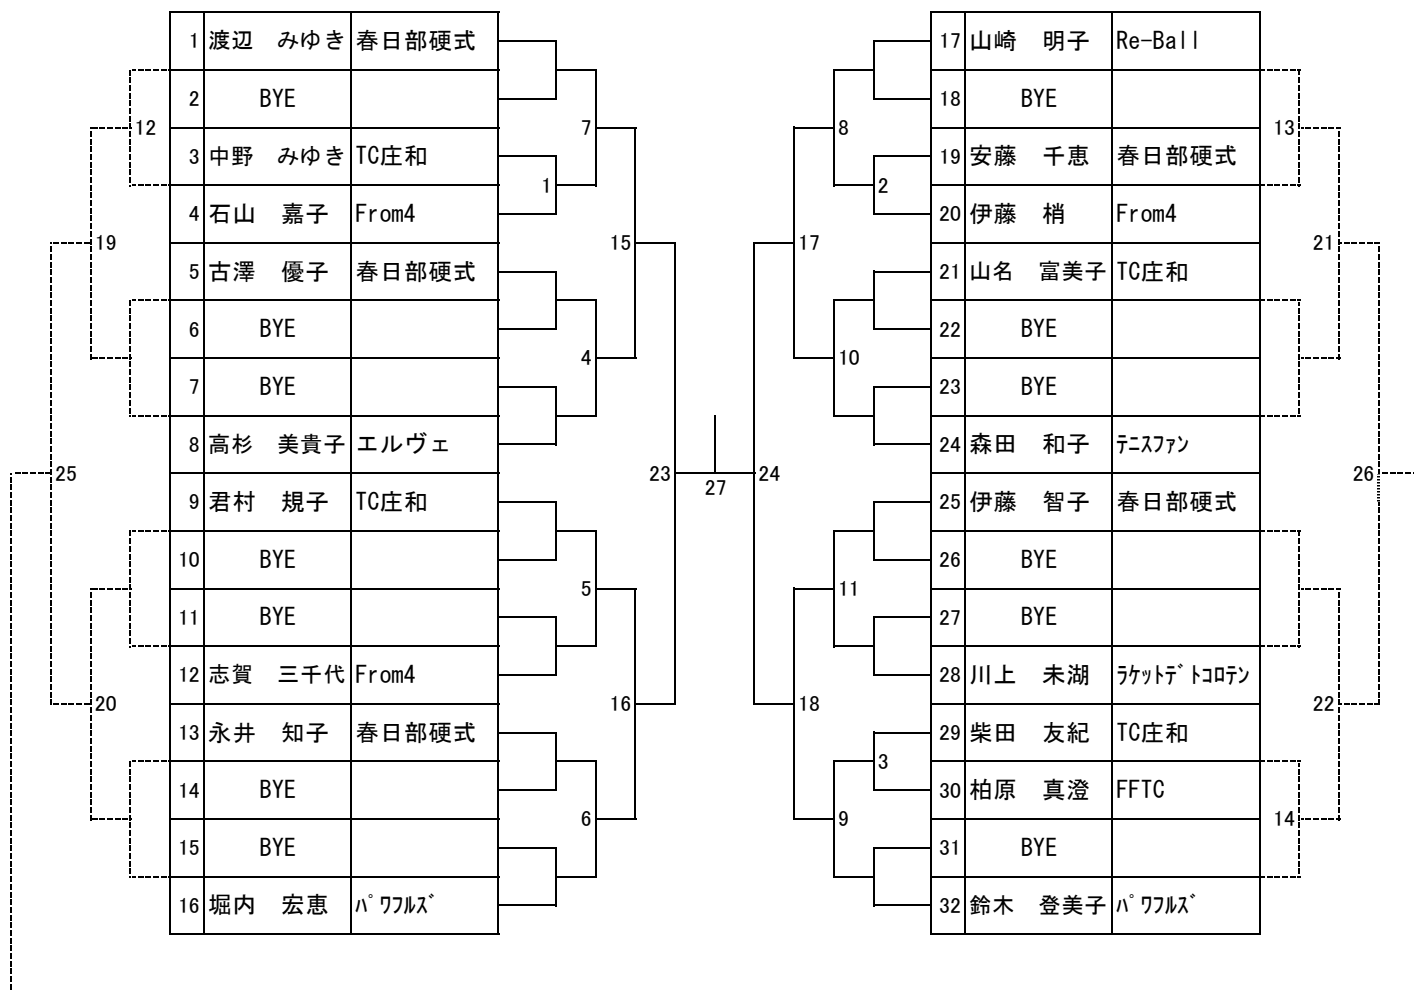 1 渡辺　みゆき 春日部硬式
2 BYE
3 中野　みゆき TC庄和
4 石山　嘉子 From4
5 古澤　優子 春日部硬式
6 BYE
7 BYE
8 高杉　美貴子 エルヴェ
9 君村　規子 TC庄和
10 BYE
11 BYE
12 志賀　三千代 From4
13 永井　知子 春日部硬式
14 BYE
15 BYE
16 堀内　宏恵 ﾊﾟﾜﾌﾙｽﾞ
12
19
25
20
7
1
15
4
5
16
6
23
27
24
8
2
17
10
11
18
3
9
17 山崎　明子 Re-Ball
18 BYE
19 安藤　千恵 春日部硬式
20 伊藤　梢 From4
21 山名　富美子 TC庄和
22 BYE
23 BYE
24 森田　和子 ﾃﾆｽﾌｧﾝ
25 伊藤　智子 春日部硬式
26 BYE
27 BYE
28 川上　未湖 ﾗｹｯﾄﾃﾞﾄｺﾛﾃﾝ
29 柴田　友紀 TC庄和
30 柏原　真澄 FFTC
31 BYE
32 鈴木　登美子 ﾊﾟﾜﾌﾙｽﾞ
13
21
26
22
14